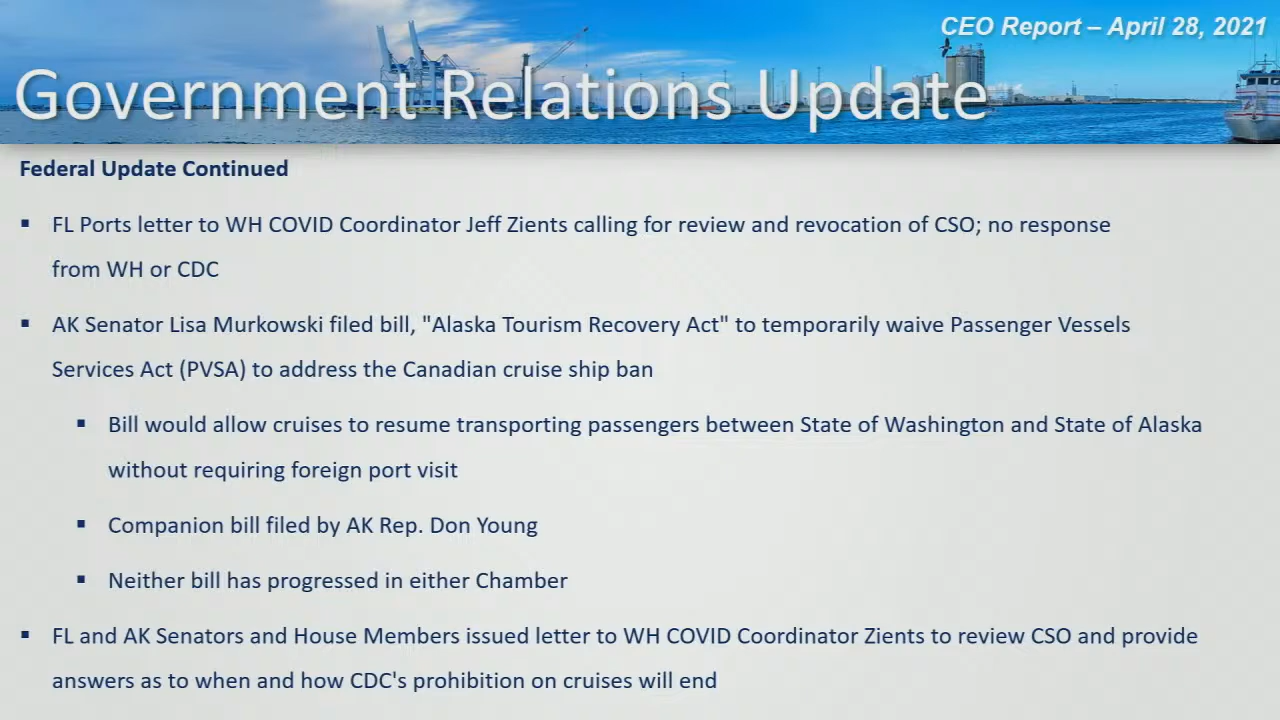 CEO Report – April 28, 2021
Government Relations Update
Federal Update Continued
▪ FL Ports letter to WH COVID Coordinator Jeff Zients calling for review and revocation of CSO; no response
from WH or CDC
▪ AK Senator Lisa Murkowski filed bill, "Alaska Tourism Recovery Act" to temporarily waive Passenger Vessels
Services Act (PVSA) to address the Canadian cruise ship ban
▪ Bill would allow cruises to resume transporting passengers between State of Washington and State of Alaska
without requiring foreign port visit
▪ Companion bill filed by AK Rep. Don Young
▪ Neither bill has progressed in either Chamber
▪ FL and AK Senators and House Members issued letter to WH COVID Coordinator Zients to review CSO and provide
answers as to when and how CDC's prohibition on cruises will end